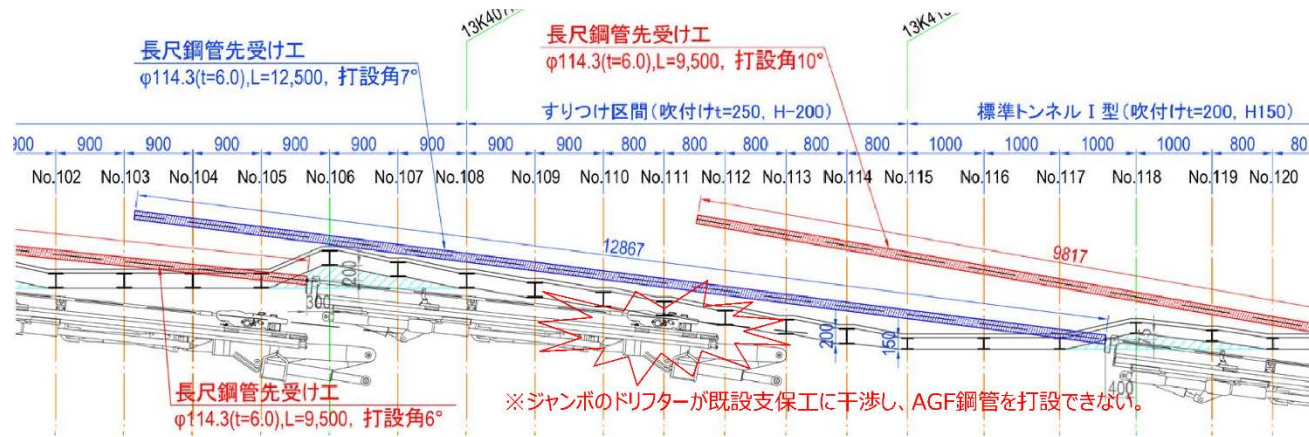 13K407.
13K415
長尺鋼管先受け工
φ114.3(t=6.0),L=12,500, 打設角7°
長尺鋼管先受け工
φ114.3(t=6.0),L=9,500, 打設角10°
すりつけ区間(吹付けt=250, H-200)
標準トンネルⅠ型(吹付けt=200, H150)
900 900 900 900 900 900 900 900 900 800 800 800 800 1000 1000 1000 1000 800 80
No.102 No.103 No.104 No.105 No.106 No.107 No.108 No.109 No.110 No.111 No.112 No.113 No.114 No.115 No.116 No.117 No.118 No.119 No.120
12867
9817
200
300
200
150
400
長尺鋼管先受け工
φ114.3(t=6.0),L=9,500, 打設角6°
※ジャンボのドリフターが既設支保工に干渉し、AGF鋼管を打設できない。